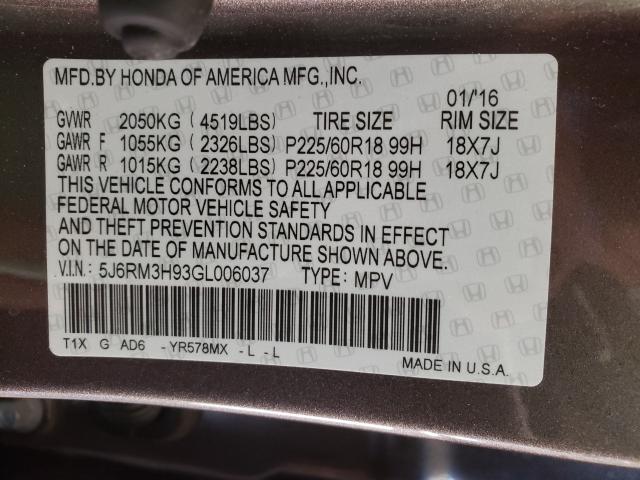 MFD.BY HONDA OF AMERICA MFG.,INC.
01/'16
GVWR 2050KG (4519LBS) TIRE SIZE RIM SIZE
GAWR F 1055KG (2326LBS) P225/60R18 99H 18X7J
GAWR R 1015KG (2238LBS) P225/60R18 99H 18X7J
THIS VEHICLE CONFORMS TO ALL APPLICABLE
FEDERAL MOTOR VEHICLE SAFETY
AND THEFT PREVENTION STANDARDS IN EFFECT
ON THE DATE OF MANUFACTURE SHOWN ABOVE.
V.I.N.: 5J6RM3H93GL006037 TYPE: MPV
T1X G AD6 -YR578MX -L -L
MADE IN U.S.A.